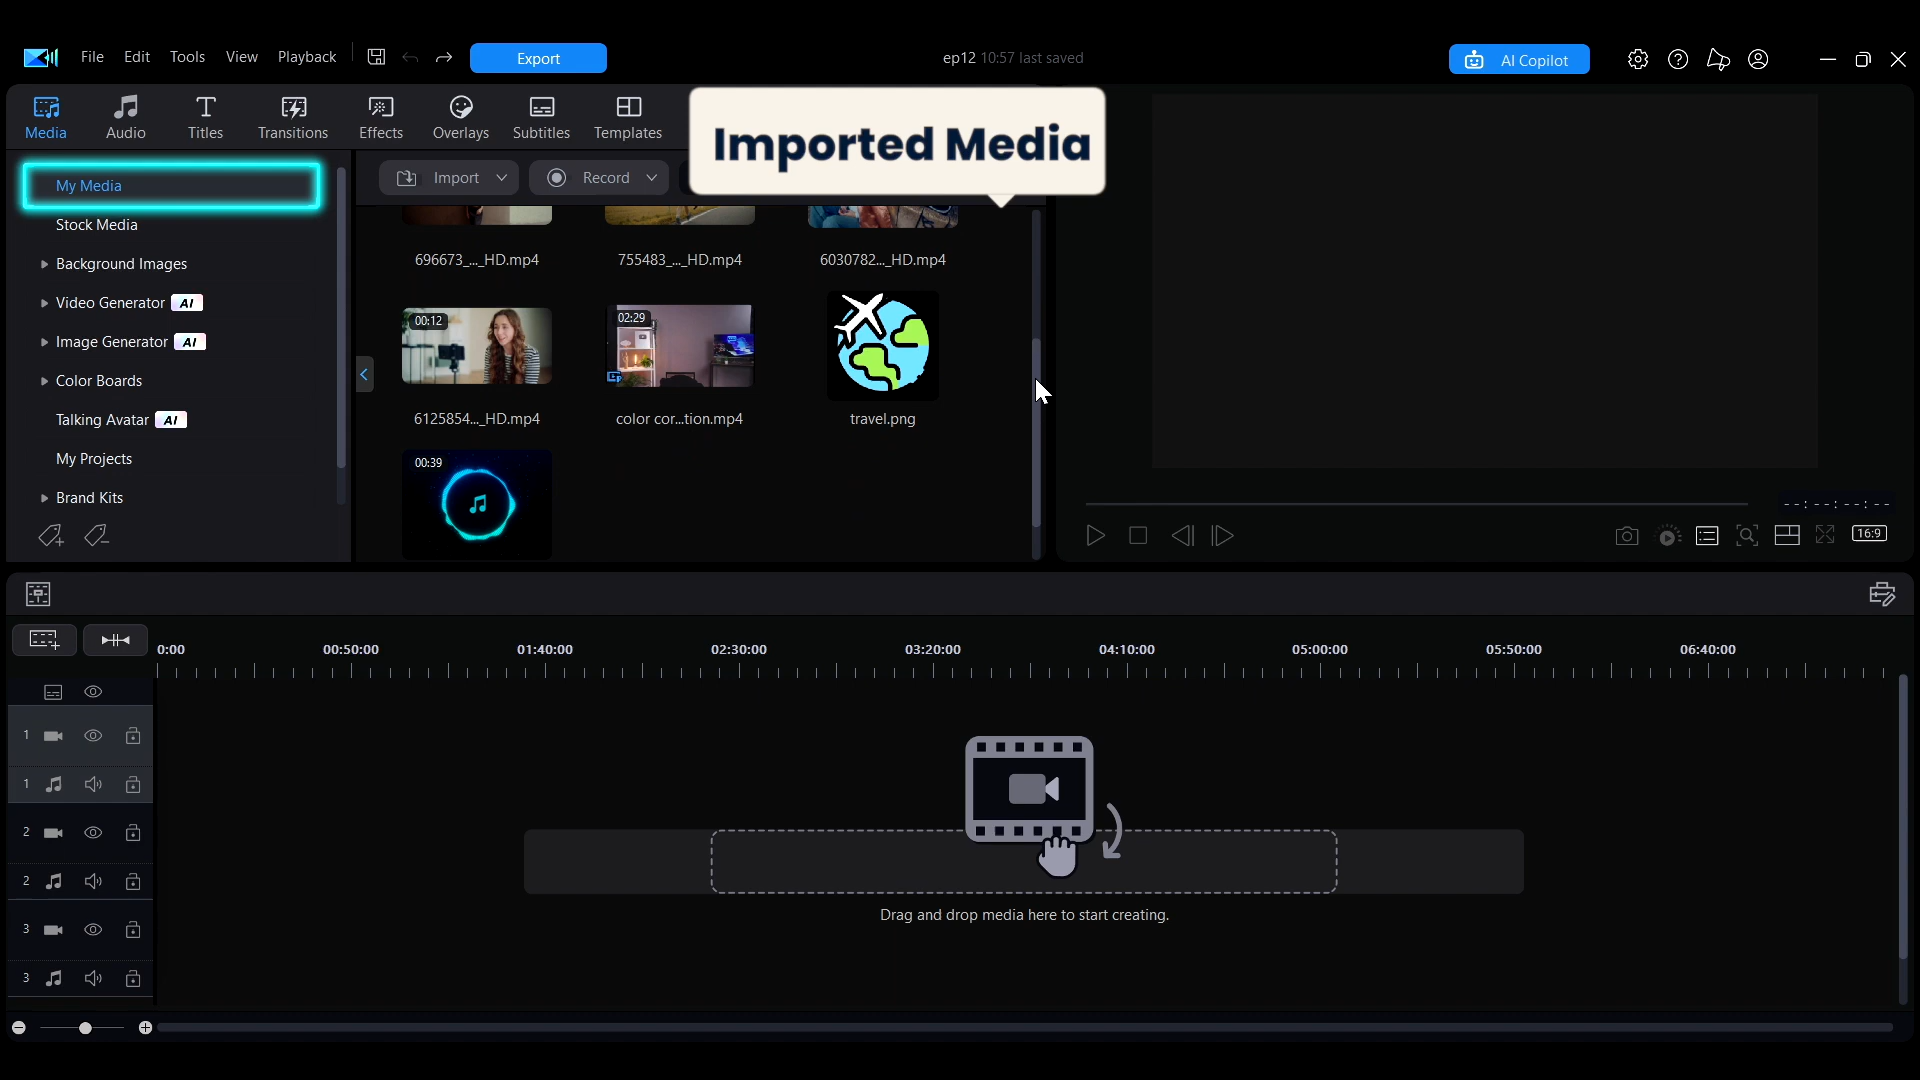 File Edit Tools View Playback Export ep12 10:57 last saved AI Copilot
Media Audio Titles Transitions Effects Overlays Subtitles Templates
Imported Media
My Media
Stock Media
Background Images
Video Generator AI
Image Generator AI
Color Boards
Talking Avatar AI
My Projects
Brand Kits
Import Record
696673_..._HD.mp4 755483_..._HD.mp4 6030782..._HD.mp4
00:12 02:29
6125854..._HD.mp4 color cor...tion.mp4 travel.png
00:39
--:--:--:--
16:9
0:00 00:50:00 01:40:00 02:30:00 03:20:00 04:10:00 05:00:00 05:50:00 06:40:00
1
1
2
2
3
3
Drag and drop media here to start creating.